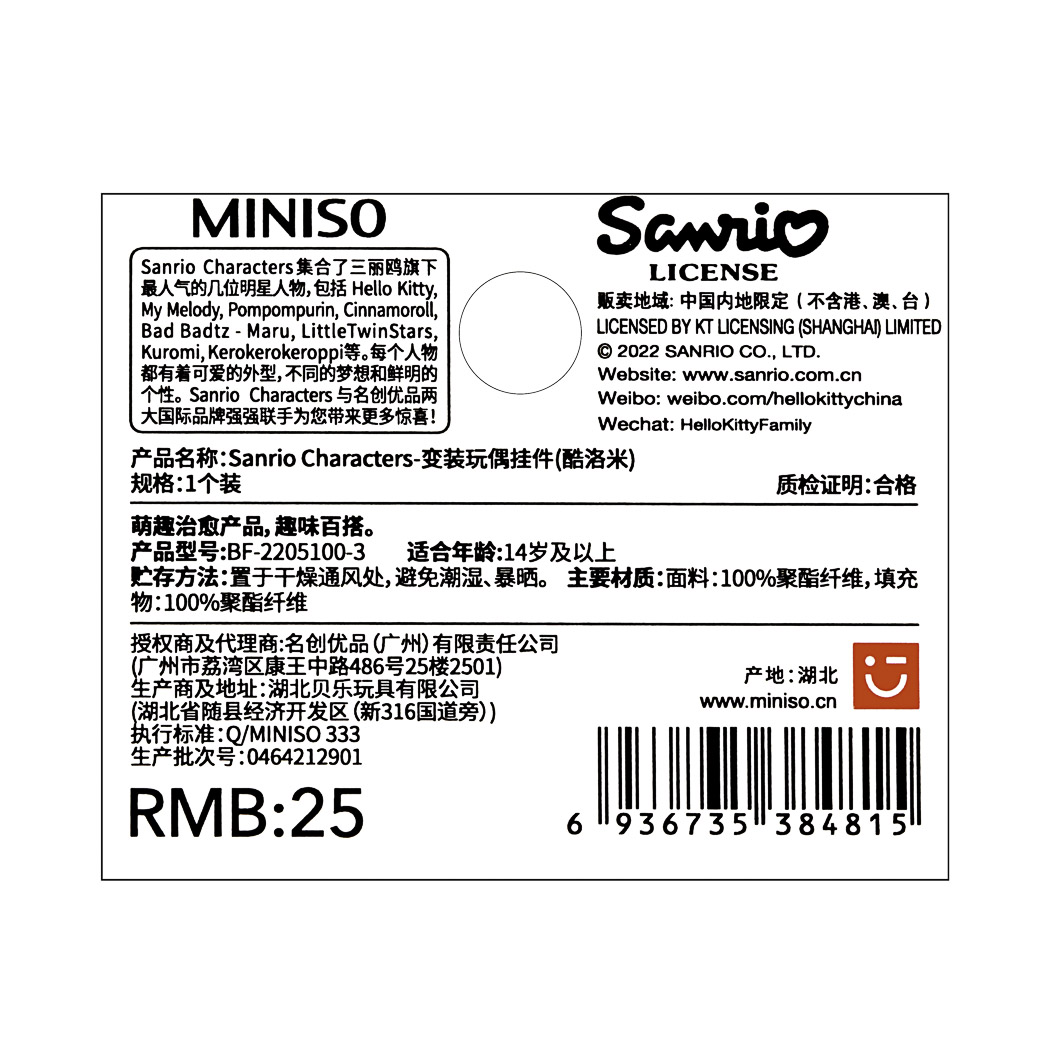 MINISO
Sanrio Characters集合了三丽鸥旗下
最人气的几位明星人物,包括 Hello Kitty,
My Melody, Pompompurin, Cinnamoroll,
Bad Badtz - Maru, LittleTwinStars,
Kuromi, Kerokerokeroppi等。每个人物
都有着可爱的外型,不同的梦想和鲜明的
个性。Sanrio Characters 与名创优品两
大国际品牌强强联手为您带来更多惊喜!
Sanrio
LICENSE
贩卖地域: 中国内地限定 ( 不含港、澳、台 )
LICENSED BY KT LICENSING (SHANGHAI) LIMITED
© 2022 SANRIO CO., LTD.
Website: www.sanrio.com.cn
Weibo: weibo.com/hellokittychina
Wechat: HelloKittyFamily
产品名称:Sanrio Characters-变装玩偶挂件(酷洛米)
规格:1个装 质检证明:合格
萌趣治愈产品,趣味百搭。
产品型号:BF-2205100-3 适合年龄:14岁及以上
贮存方法:置于干燥通风处,避免潮湿、暴晒。 主要材质:面料:100%聚酯纤维,填充
物:100%聚酯纤维
授权商及代理商:名创优品(广州)有限责任公司
(广州市荔湾区康王中路486号25楼2501)
生产商及地址:湖北贝乐玩具有限公司
(湖北省随县经济开发区(新316国道旁))
执行标准:Q/MINISO 333
生产批次号:0464212901
RMB:25
产地:湖北
www.miniso.cn
6 936735 384815